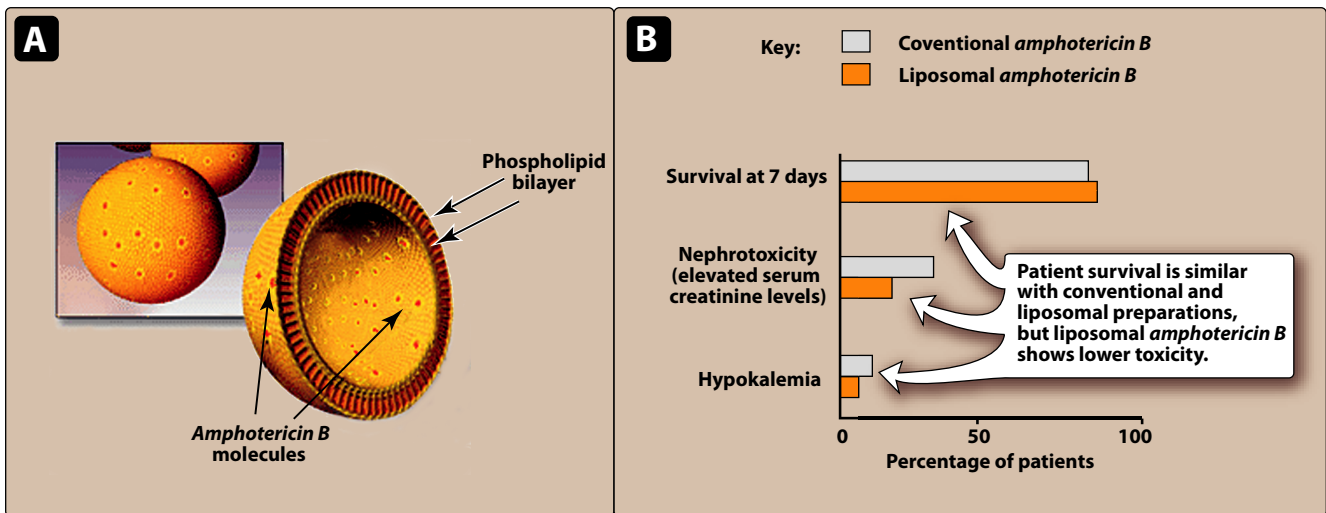 A
Phospholipid
bilayer
Amphotericin B
molecules
B
Key:
Coventional amphotericin B
Liposomal amphotericin B
Survival at 7 days
Nephrotoxicity
(elevated serum
creatinine levels)
Hypokalemia
Patient survival is similar
with conventional and
liposomal preparations,
but liposomal amphotericin B
shows lower toxicity.
0 50 100
Percentage of patients